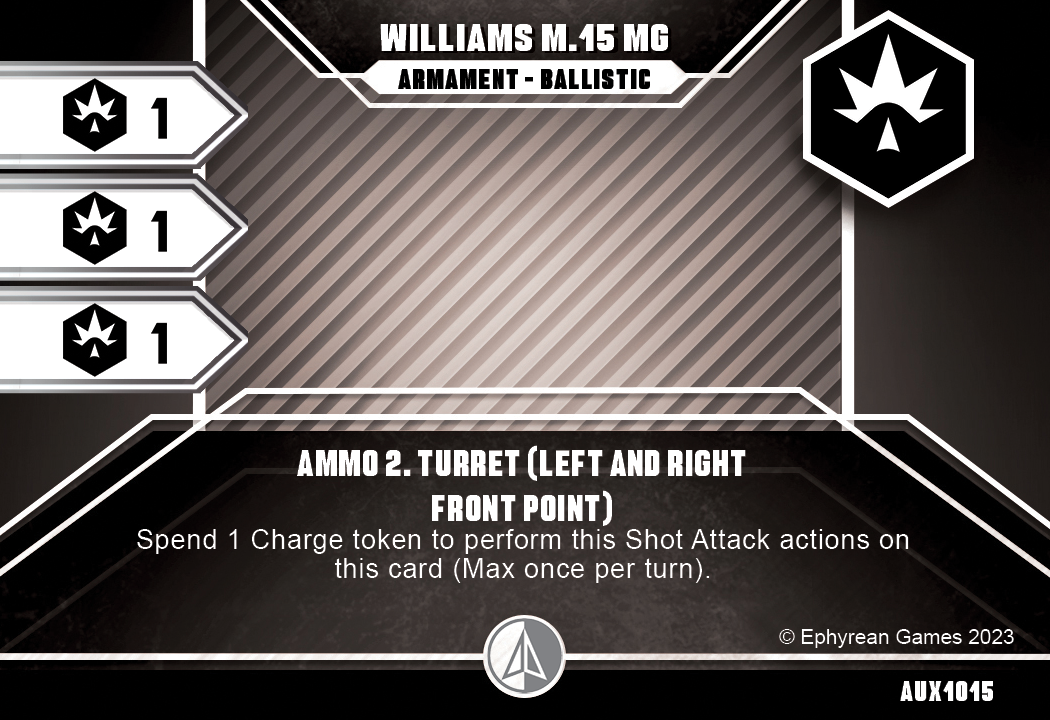 WILLIAMS M.15 MG
ARMAMENT - BALLISTIC
1
1
1
AMMO 2. TURRET (LEFT AND RIGHT
FRONT POINT)
Spend 1 Charge token to perform this Shot Attack actions on
this card (Max once per turn).
© Ephyrean Games 2023
AUX1015